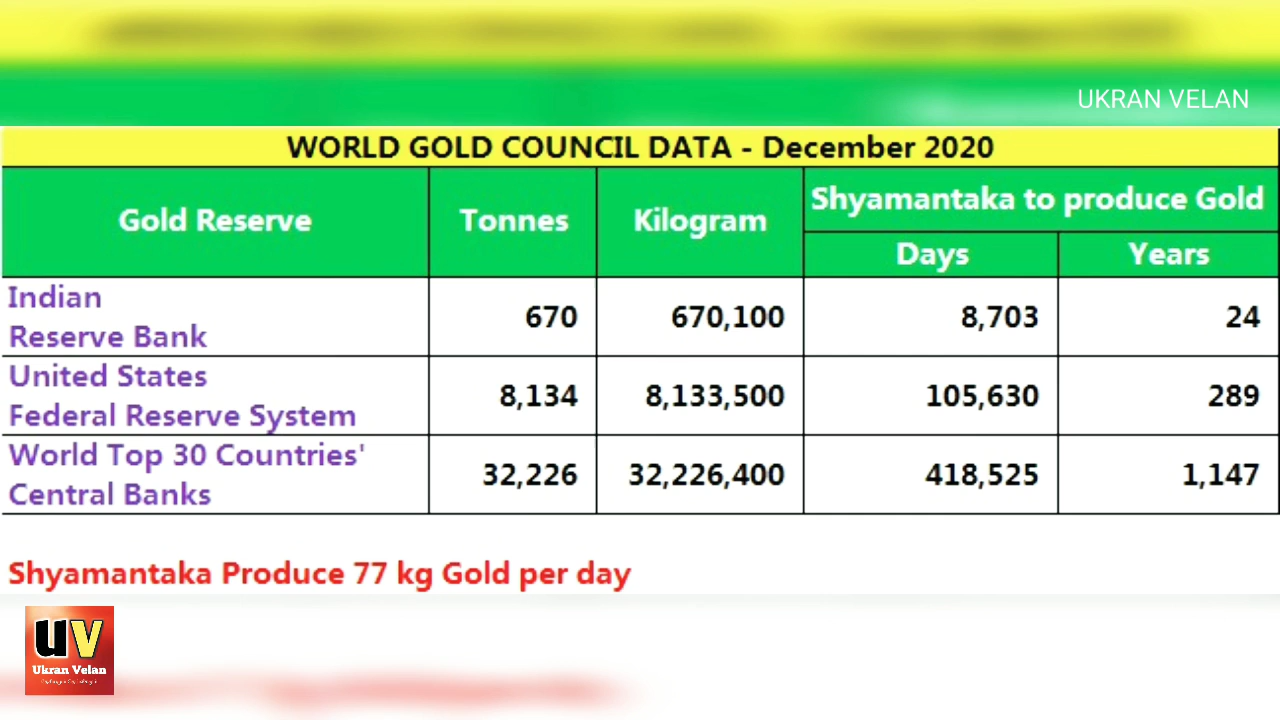 UKRAN VELAN
WORLD GOLD COUNCIL DATA - December 2020
Gold Reserve Tonnes Kilogram Shyamantaka to produce Gold
Days Years
Indian
Reserve Bank 670 670,100 8,703 24
United States
Federal Reserve System 8,134 8,133,500 105,630 289
World Top 30 Countries'
Central Banks 32,226 32,226,400 418,525 1,147
Shyamantaka Produce 77 kg Gold per day
UV
Ukran Velan